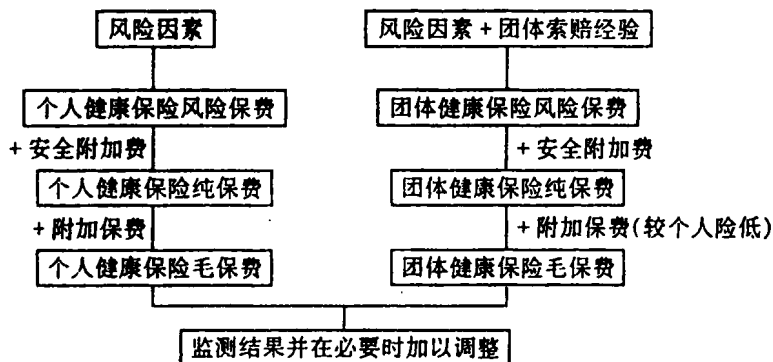 风险因素
风险因素+团体索赔经验
个人健康保险风险保费
团体健康保险风险保费
+安全附加费
+安全附加费
个人健康保险纯保费
团体健康保险纯保费
+附加保费
+附加保费(较个人险低)
个人健康保险毛保费
团体健康保险毛保费
监测结果并在必要时加以调整